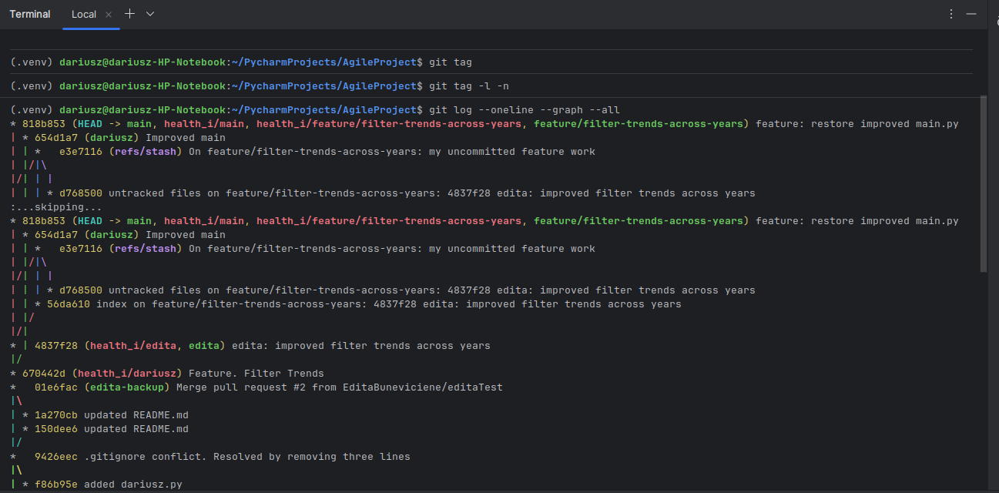 Terminal Local × + ⌄
(.venv) dariusz@dariusz-HP-Notebook:~/PycharmProjects/AgileProject$ git tag
(.venv) dariusz@dariusz-HP-Notebook:~/PycharmProjects/AgileProject$ git tag -l -n
(.venv) dariusz@dariusz-HP-Notebook:~/PycharmProjects/AgileProject$ git log --oneline --graph --all
* 818b853 (HEAD -> main, health_i/main, health_i/feature/filter-trends-across-years, feature/filter-trends-across-years) feature: restore improved main.py
| * 654d1a7 (dariusz) Improved main
| | *   e3e7116 (refs/stash) On feature/filter-trends-across-years: my uncommitted feature work
| |/|\
|/| | |
| | | * d768500 untracked files on feature/filter-trends-across-years: 4837f28 edita: improved filter trends across years
:...skipping...
* 818b853 (HEAD -> main, health_i/main, health_i/feature/filter-trends-across-years, feature/filter-trends-across-years) feature: restore improved main.py
| * 654d1a7 (dariusz) Improved main
| | *   e3e7116 (refs/stash) On feature/filter-trends-across-years: my uncommitted feature work
| |/|\
|/| | |
| | | * d768500 untracked files on feature/filter-trends-across-years: 4837f28 edita: improved filter trends across years
| | * 56da610 index on feature/filter-trends-across-years: 4837f28 edita: improved filter trends across years
| |/
|/|
* | 4837f28 (health_i/edita, edita) edita: improved filter trends across years
|/
* 670442d (health_i/dariusz) Feature. Filter Trends
*   01e6fac (edita-backup) Merge pull request #2 from EditaBuneviciene/editaTest
|\
| * 1a270cb updated README.md
| * 150dee6 updated README.md
|/
*   9426eec .gitignore conflict. Resolved by removing three lines
|\
| * f86b95e added dariusz.py